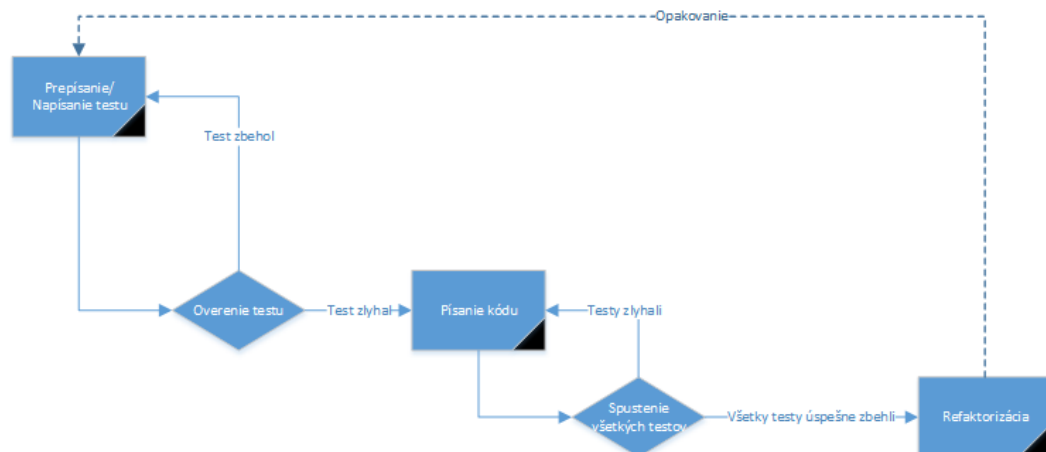 Opakovanie
Prepísanie/
Napísanie testu
Test zbehol
Overenie testu
Test zlyhal
Písanie kódu
Testy zlyhali
Spustenie
všetkých testov
Všetky testy úspešne zbehli
Refaktorizácia